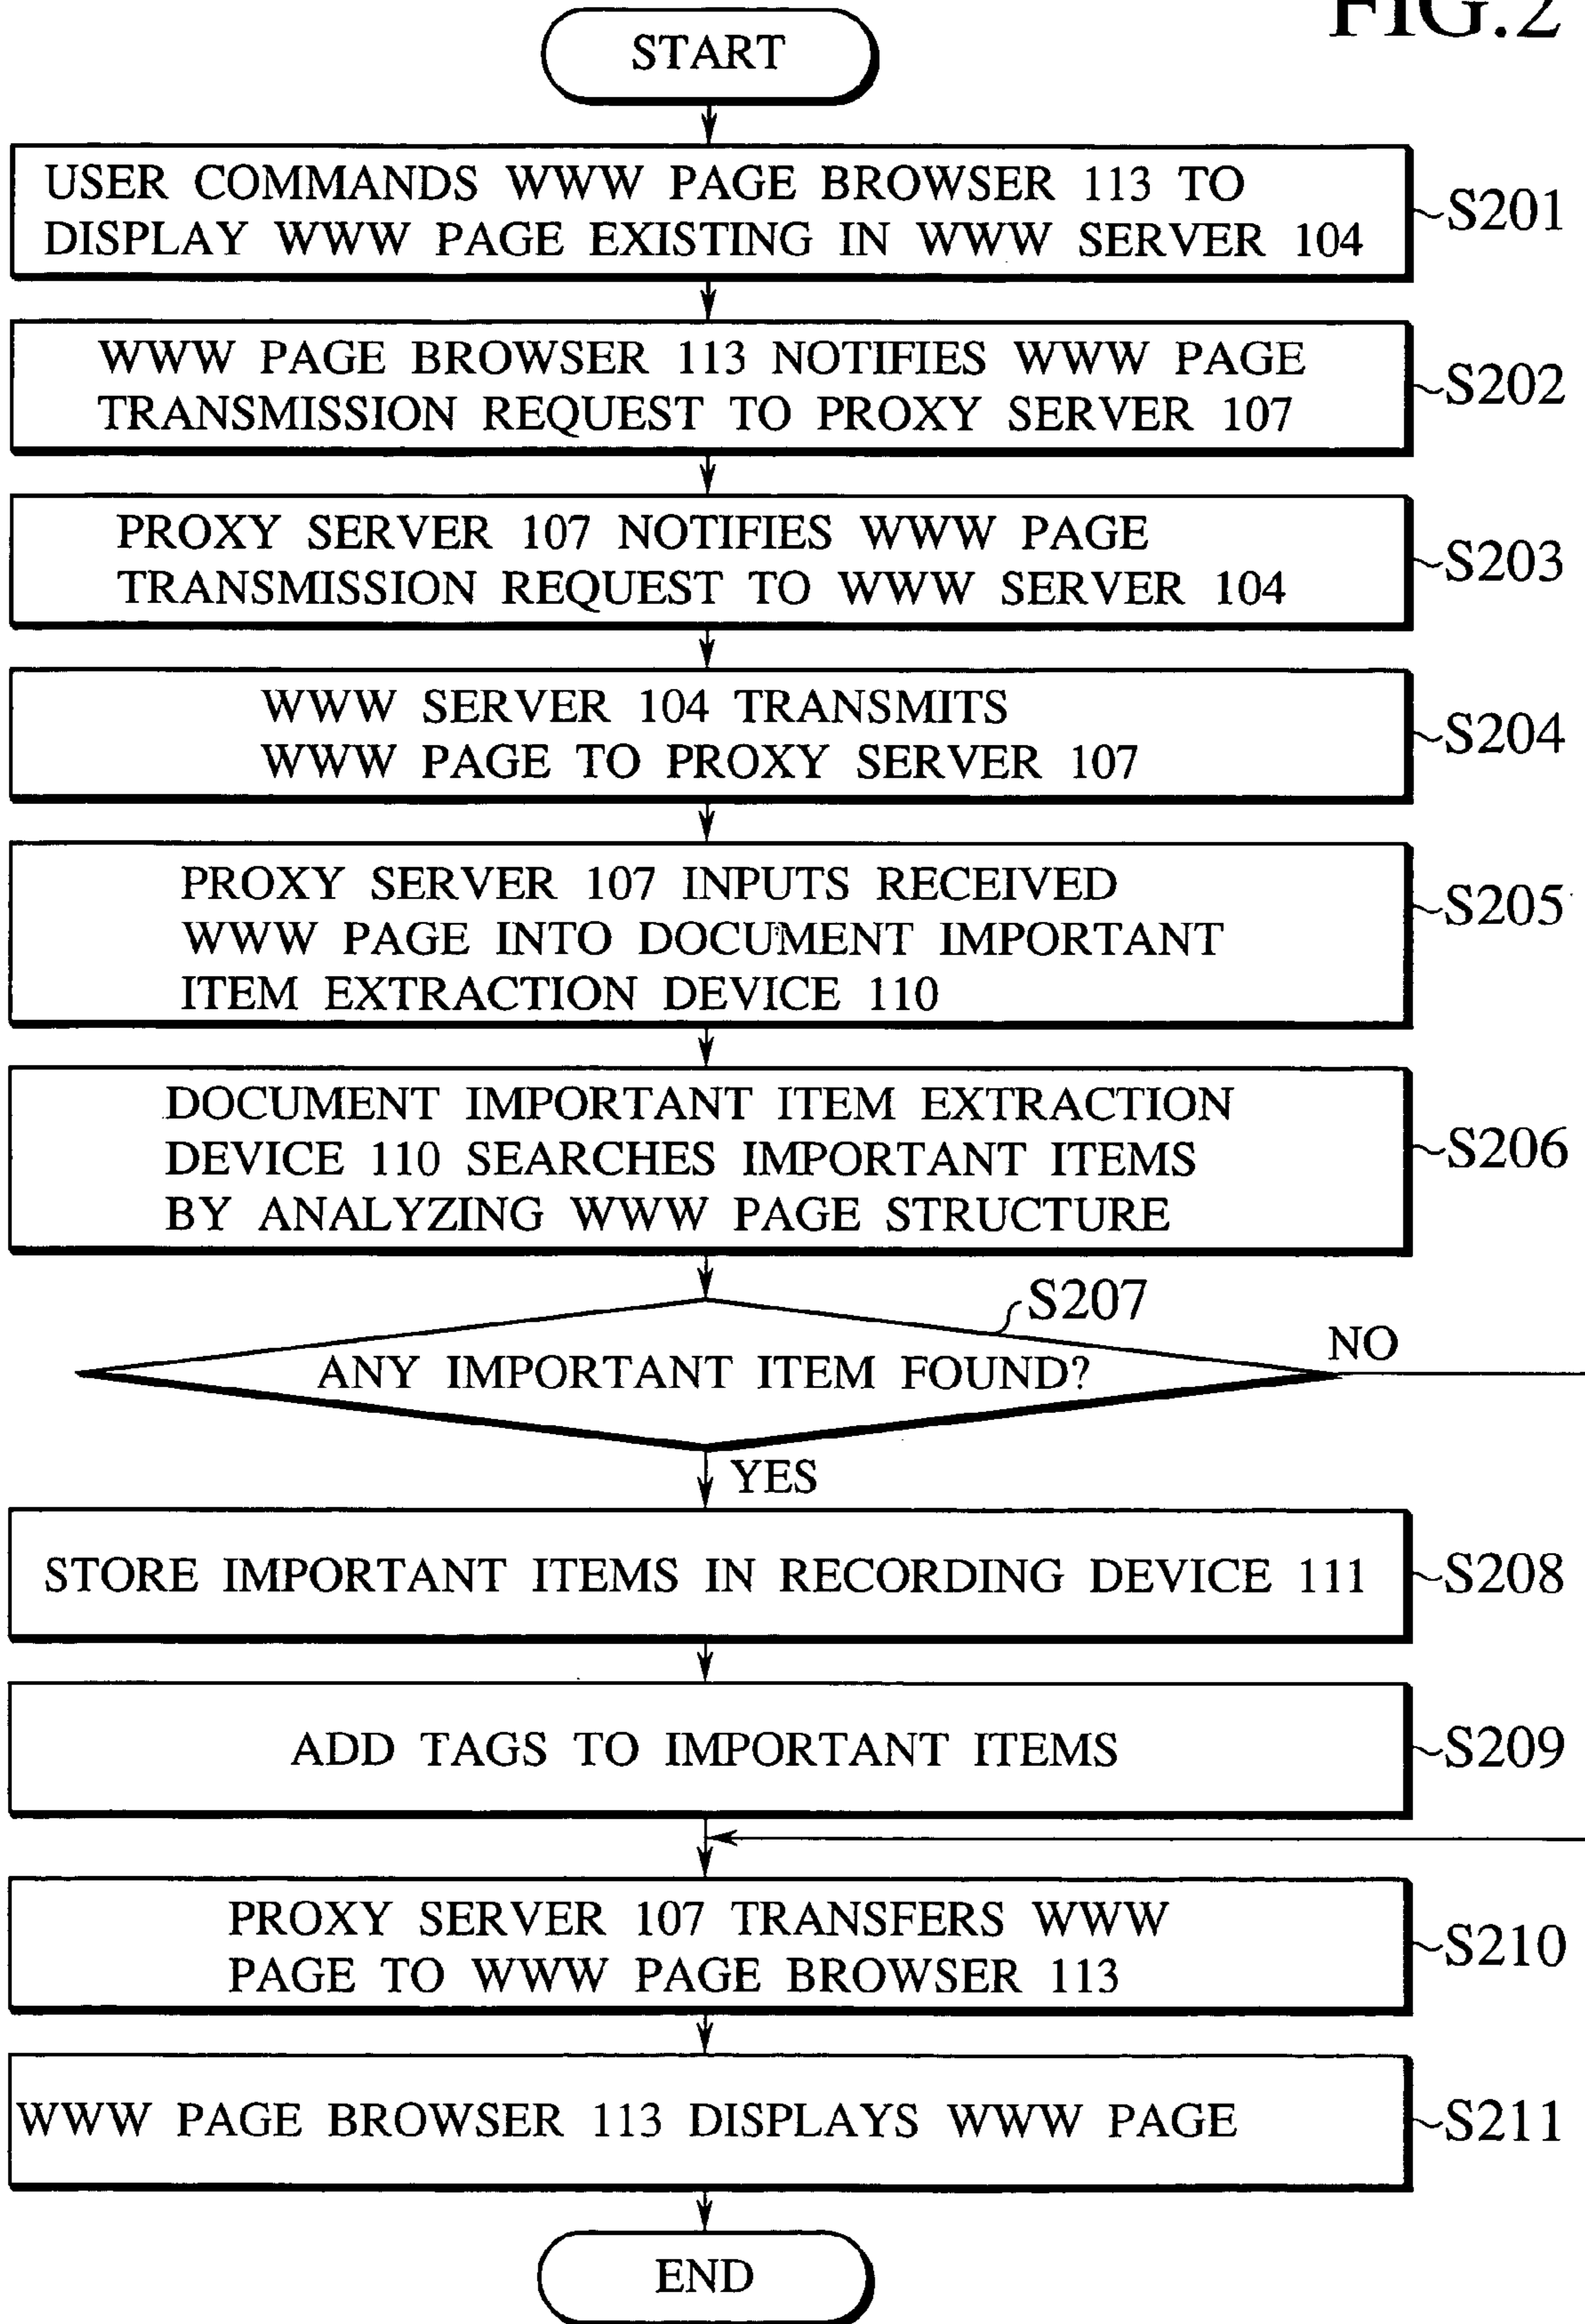 FIG.2
START
USER COMMANDS WWW PAGE BROWSER 113 TO
DISPLAY WWW PAGE EXISTING IN WWW SERVER 104
S201
WWW PAGE BROWSER 113 NOTIFIES WWW PAGE
TRANSMISSION REQUEST TO PROXY SERVER 107
S202
PROXY SERVER 107 NOTIFIES WWW PAGE
TRANSMISSION REQUEST TO WWW SERVER 104
S203
WWW SERVER 104 TRANSMITS
WWW PAGE TO PROXY SERVER 107
S204
PROXY SERVER 107 INPUTS RECEIVED
WWW PAGE INTO DOCUMENT IMPORTANT
ITEM EXTRACTION DEVICE 110
S205
DOCUMENT IMPORTANT ITEM EXTRACTION
DEVICE 110 SEARCHES IMPORTANT ITEMS
BY ANALYZING WWW PAGE STRUCTURE
S206
S207
ANY IMPORTANT ITEM FOUND?
NO
YES
STORE IMPORTANT ITEMS IN RECORDING DEVICE 111
S208
ADD TAGS TO IMPORTANT ITEMS
S209
PROXY SERVER 107 TRANSFERS WWW
PAGE TO WWW PAGE BROWSER 113
S210
WWW PAGE BROWSER 113 DISPLAYS WWW PAGE
S211
END